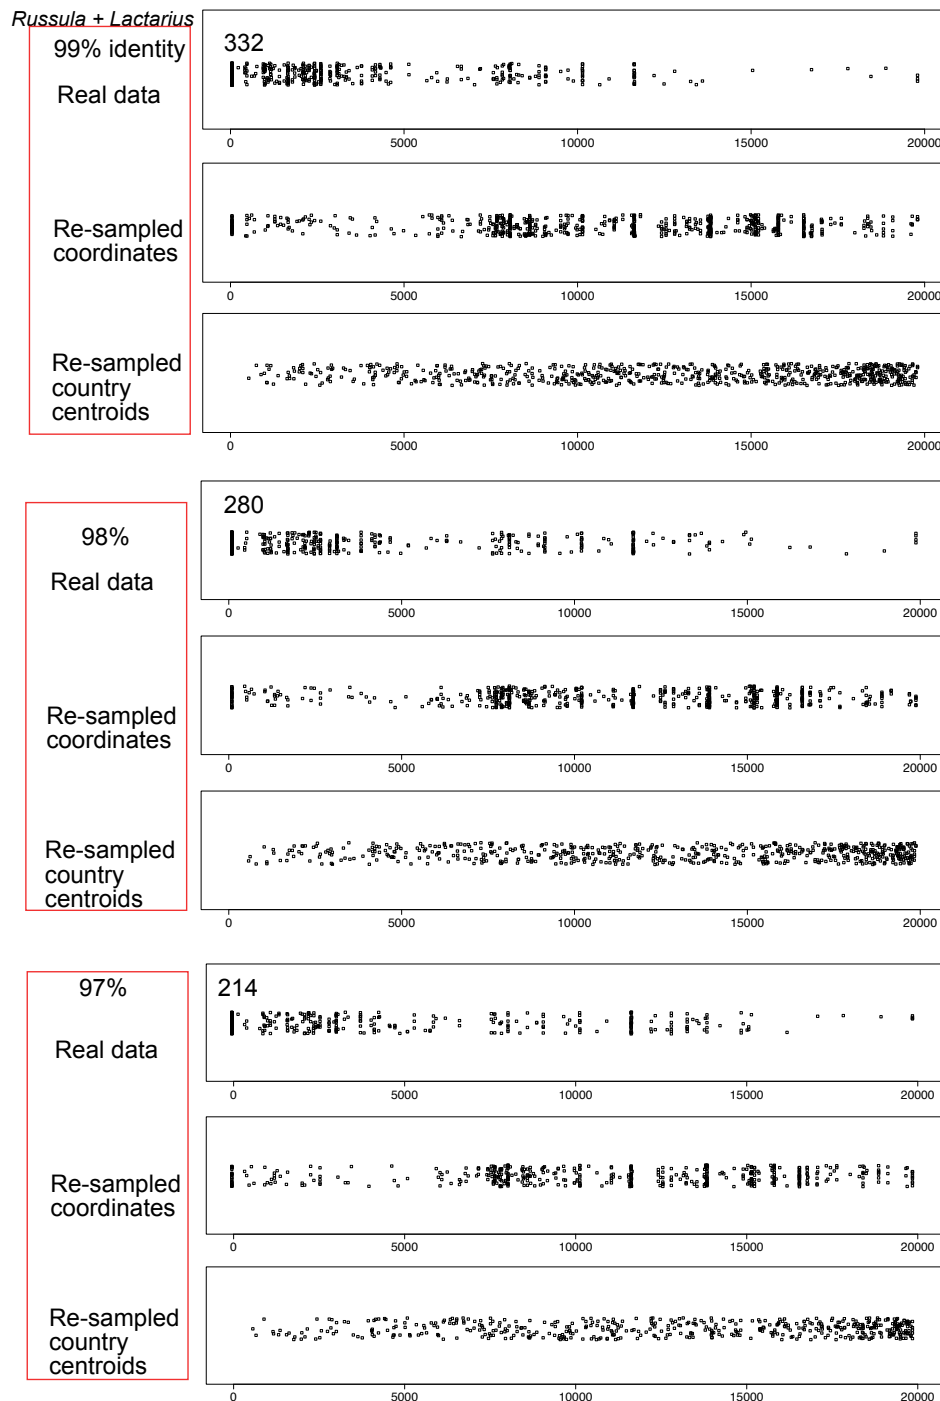 Russula + Lactarius
99% identity
Real data
332
0 5000 10000 15000 20000
Re-sampled
coordinates
0 5000 10000 15000 20000
Re-sampled
country
centroids
0 5000 10000 15000 20000
98%
Real data
280
0 5000 10000 15000 20000
Re-sampled
coordinates
0 5000 10000 15000 20000
Re-sampled
country
centroids
0 5000 10000 15000 20000
97%
Real data
214
0 5000 10000 15000 20000
Re-sampled
coordinates
0 5000 10000 15000 20000
Re-sampled
country
centroids
0 5000 10000 15000 20000